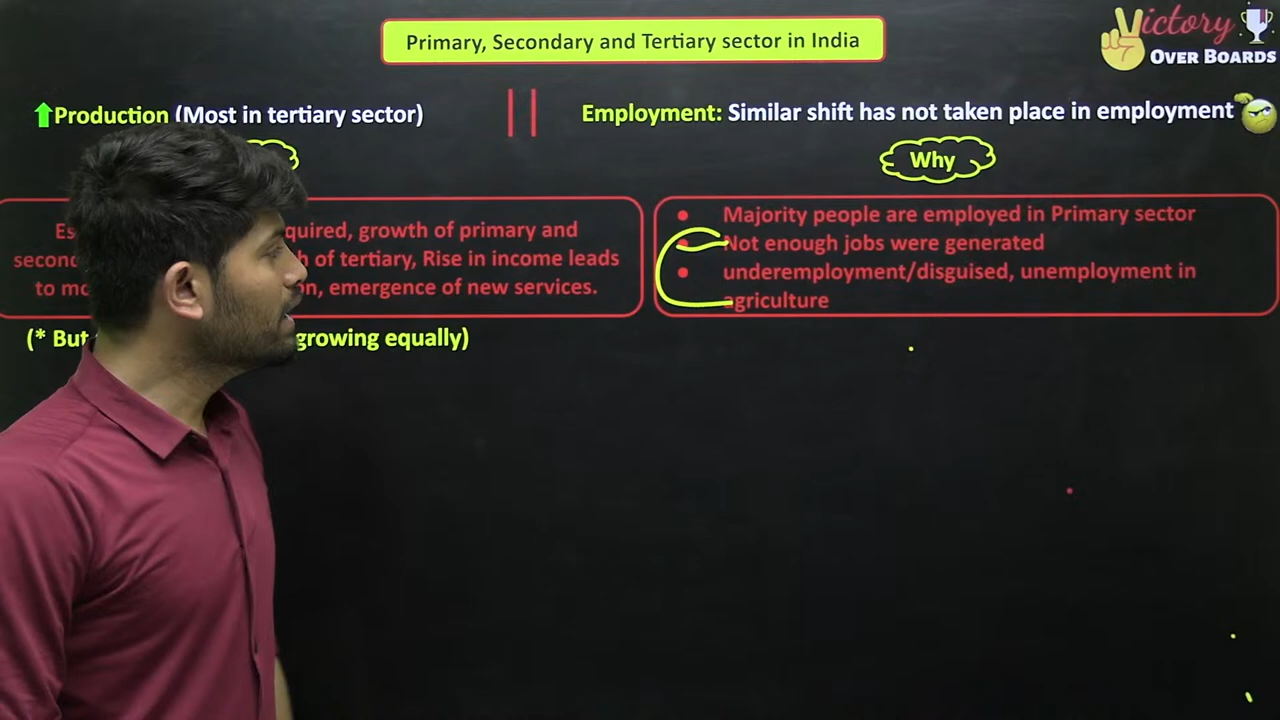 Primary, Secondary and Tertiary sector in India
Victory
OVER BOARDS
Production (Most in tertiary sector)
Employment: Similar shift has not taken place in employment
Why
growth of primary and
of tertiary, Rise in income leads
emergence of new services.
(* But growing equally)
• Majority people are employed in Primary sector
• Not enough jobs were generated
• underemployment/disguised, unemployment in
agriculture